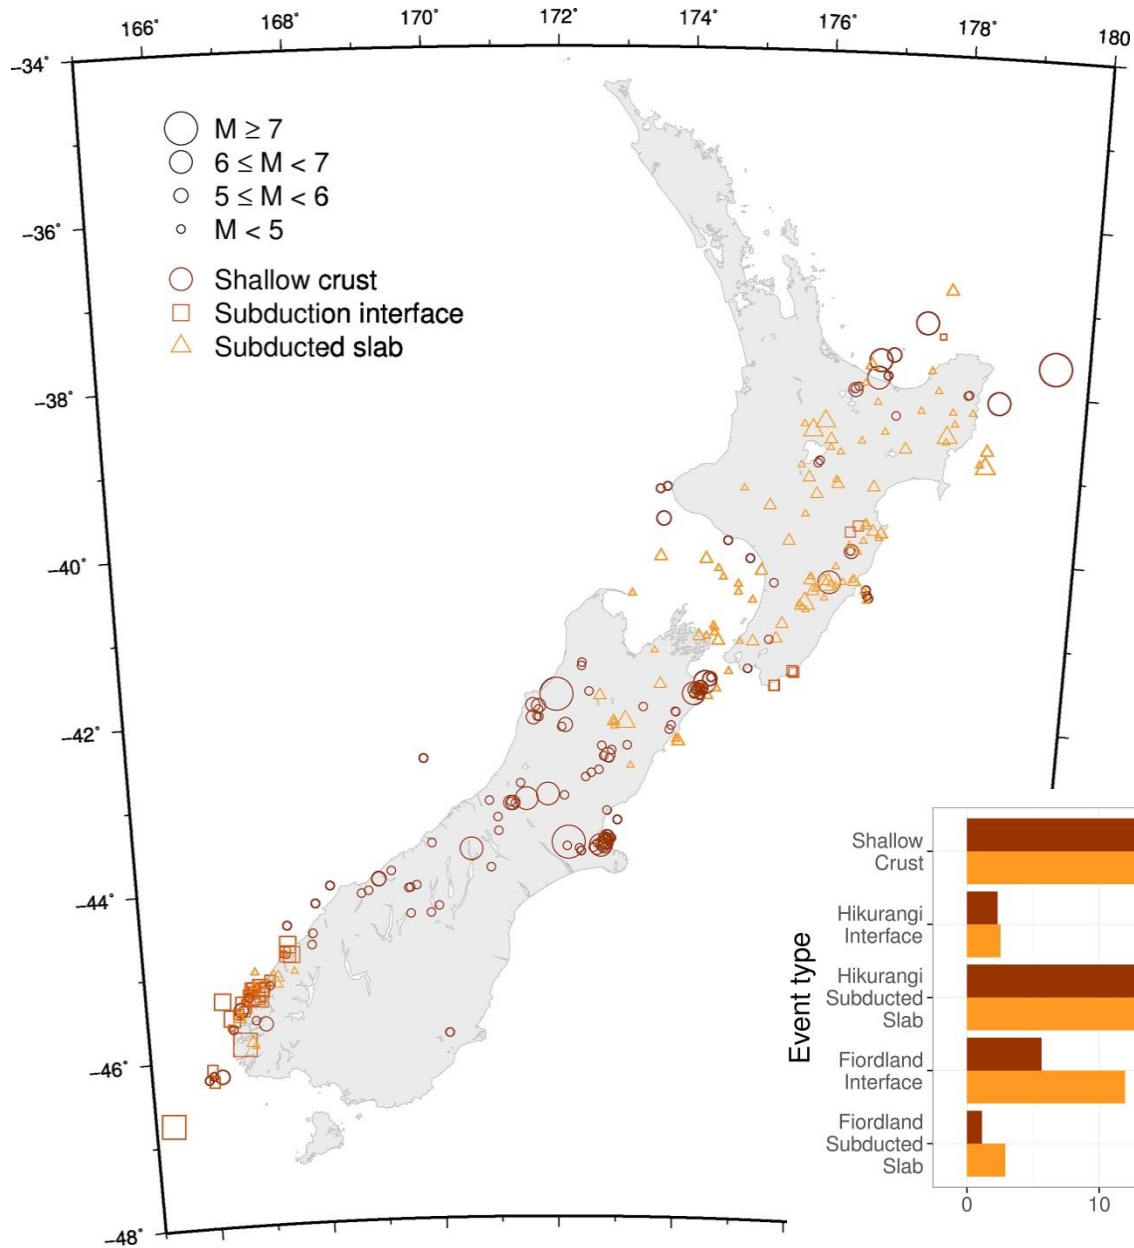 166° 168° 170° 172° 174° 176° 178° 180
−34°
−36°
−38°
−40°
−42°
−44°
−46°
−48°
M ≥ 7
6 ≤ M < 7
5 ≤ M < 6
M < 5
Shallow crust
Subduction interface
Subducted slab
Event type
Shallow
Crust
Hikurangi
Interface
Hikurangi
Subducted
Slab
Fiordland
Interface
Fiordland
Subducted
Slab
0 10